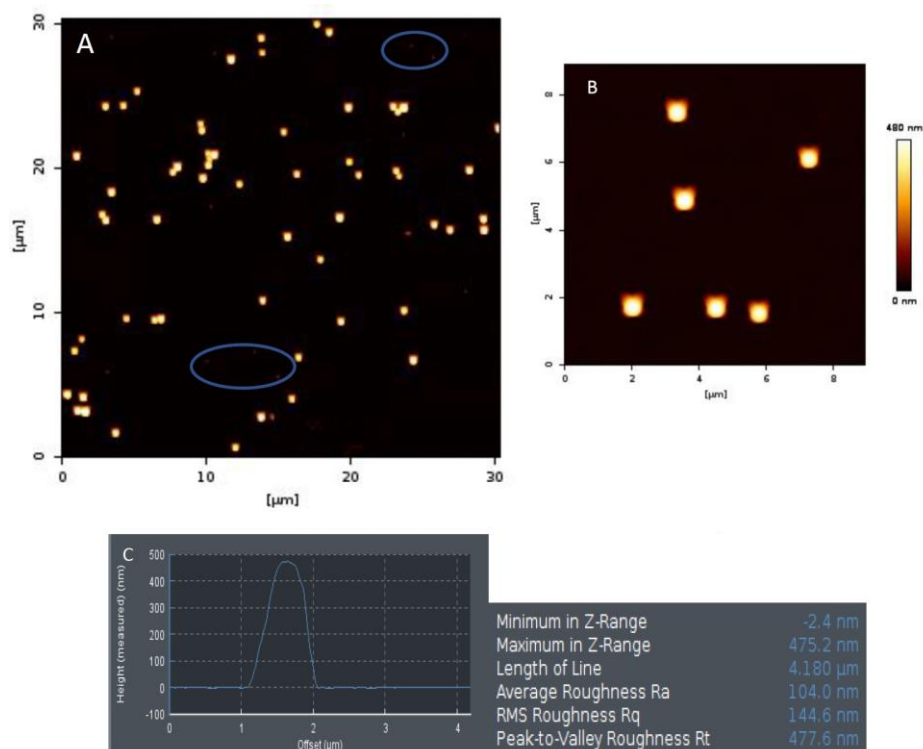 A
30
20
10
0
[µm]
0
10
20
30
[µm]
B
8
6
4
2
0
[µm]
0
2
4
6
8
[µm]
480 nm
0 nm
C
500
400
300
200
100
0
-100
Height (measured) (nm)
0
1
2
3
4
Offset (µm)
Minimum in Z-Range -2.4 nm
Maximum in Z-Range 475.2 nm
Length of Line 4.180 µm
Average Roughness Ra 104.0 nm
RMS Roughness Rq 144.6 nm
Peak-to-Valley Roughness Rt 477.6 nm